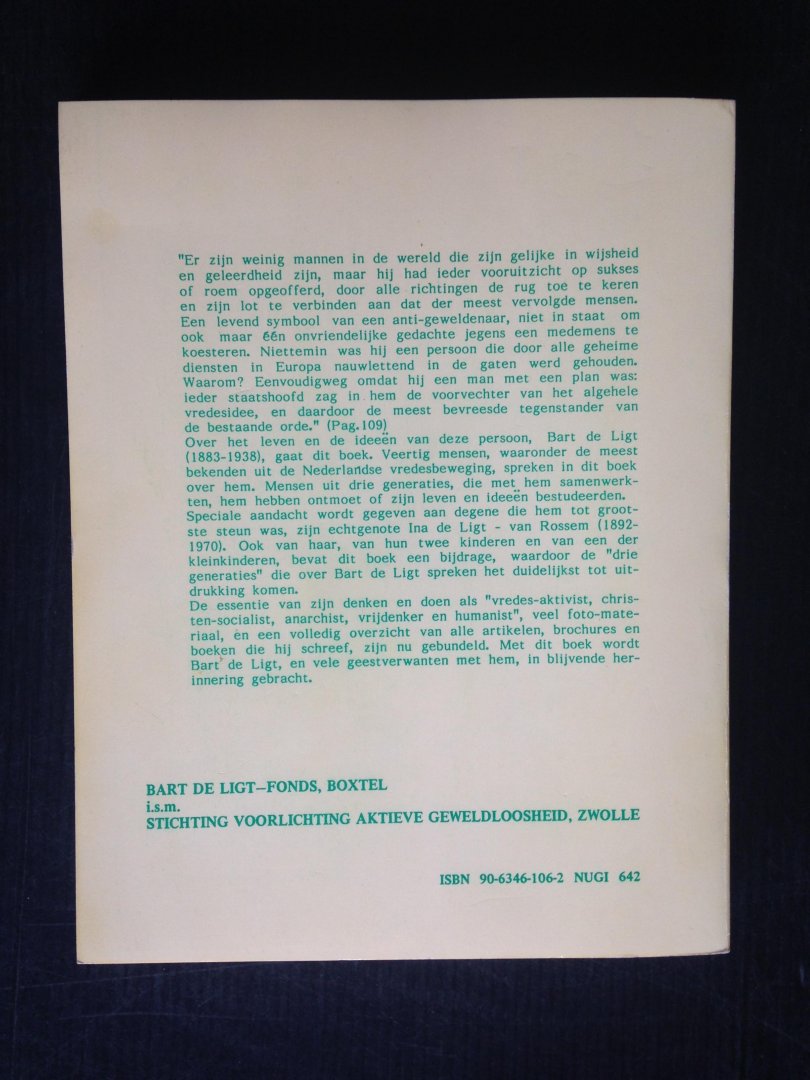 "Er zijn weinig mannen in de wereld die zijn gelijke in wijsheid
en geleerdheid zijn, maar hij had ieder vooruitzicht op sukses
of roem opgeofferd, door alle richtingen de rug toe te keren
en zijn lot te verbinden aan dat der meest vervolgde mensen.
Een levend symbool van een anti-geweldenaar, niet in staat om
ook maar één onvriendelijke gedachte jegens een medemens te
koesteren. Niettemin was hij een persoon die door alle geheime
diensten in Europa nauwlettend in de gaten werd gehouden.
Waarom? Eenvoudigweg omdat hij een man met een plan was:
ieder staatshoofd zag in hem de voorvechter van het algehele
vredesidee, en daardoor de meest bevreesde tegenstander van
de bestaande orde." (Pag.109)
Over het leven en de ideeën van deze persoon, Bart de Ligt
(1883-1938), gaat dit boek. Veertig mensen, waaronder de meest
bekenden uit de Nederlandse vredesbeweging, spreken in dit boek
over hem. Mensen uit drie generaties, die met hem samenwerk-
ten, hem hebben ontmoet of zijn leven en ideeën bestudeerden.
Speciale aandacht wordt gegeven aan degene die hem tot groot-
ste steun was, zijn echtgenote Ina de Ligt - van Rossem (1892-
1970). Ook van haar, van hun twee kinderen en van een der
kleinkinderen, bevat dit boek een bijdrage, waardoor de "drie
generaties" die over Bart de Ligt spreken het duidelijkst tot uit-
drukking komen.
De essentie van zijn denken en doen als "vredes-aktivist, chris-
ten-socialist, anarchist, vrijdenker en humanist", veel foto-mate-
riaal, en een volledig overzicht van alle artikelen, brochures en
boeken die hij schreef, zijn nu gebundeld. Met dit boek wordt
Bart de Ligt, en vele geestverwanten met hem, in blijvende her-
innering gebracht.
BART DE LIGT—FONDS, BOXTEL
i.s.m.
STICHTING VOORLICHTING AKTIEVE GEWELDLOOSHEID, ZWOLLE
ISBN 90-6346-106-2 NUGI 642